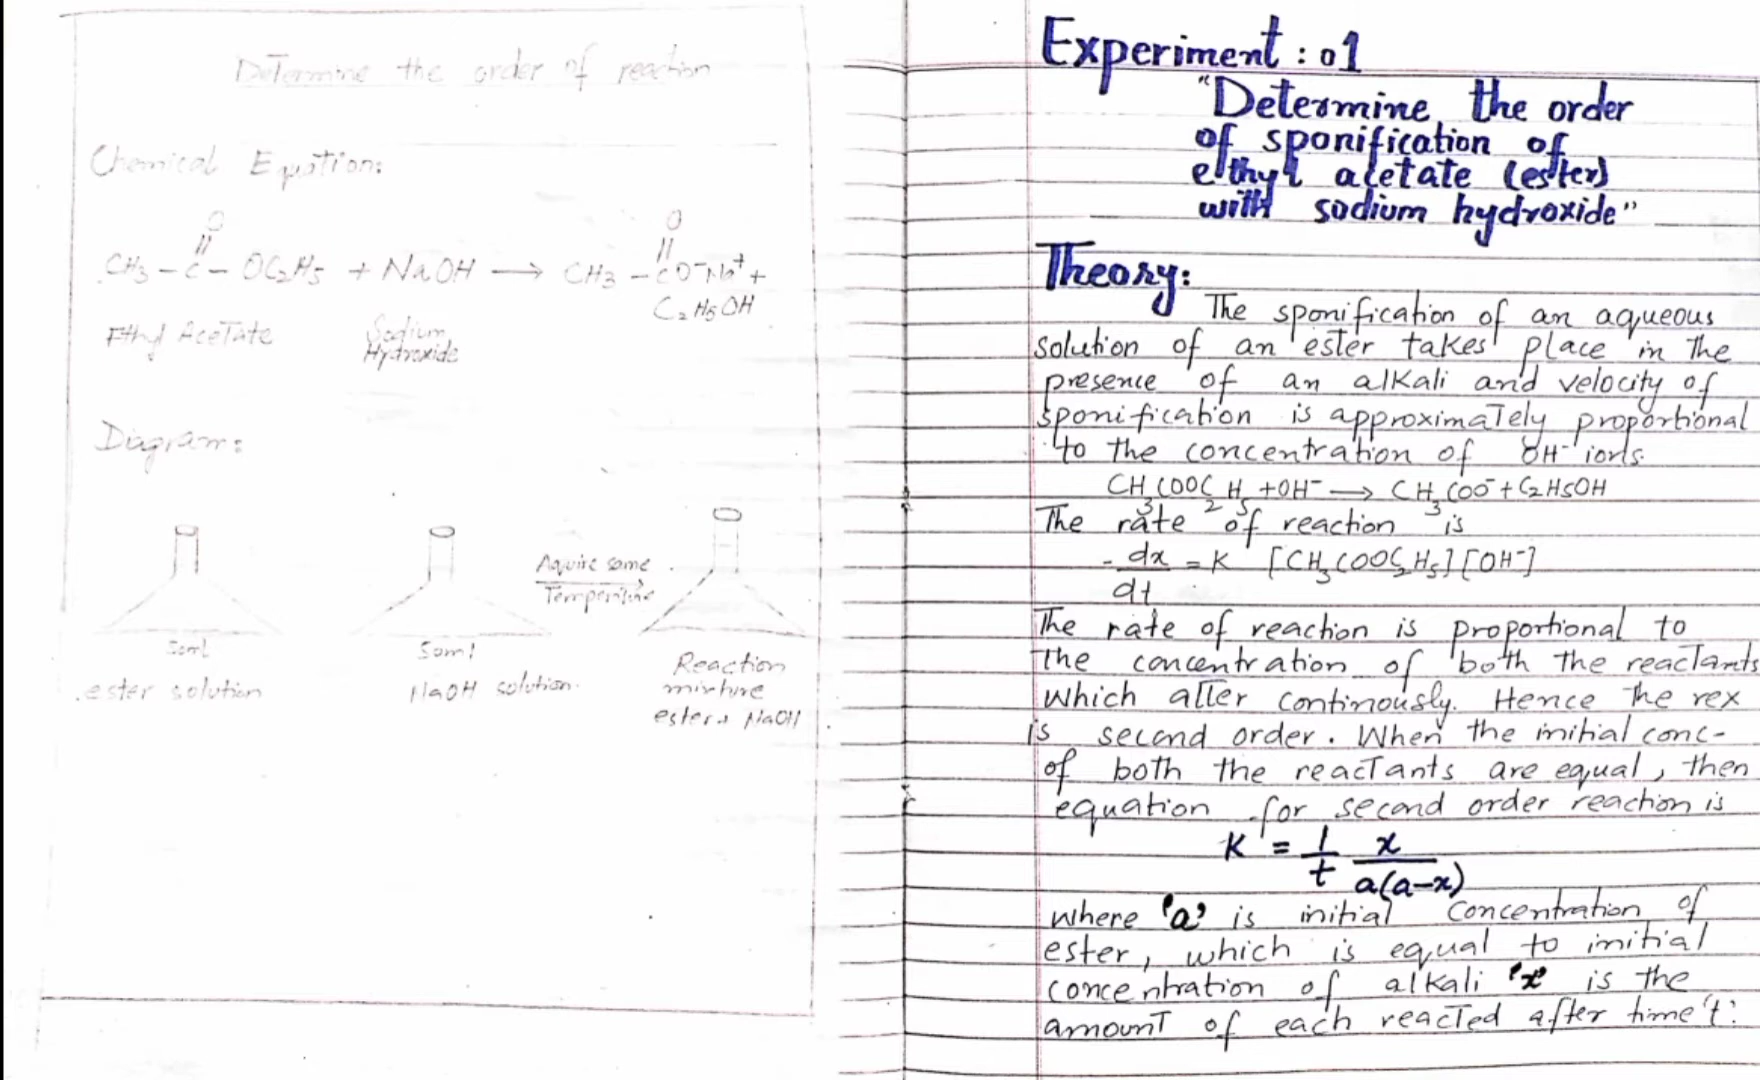 Determine the order of reaction
Chemical Equation:
O O
|| ||
CH3 - C - OC2H5 + NaOH → CH3 - C O⁻Na⁺ +
C2H5OH
Ethyl Acetate Sodium
Hydroxide
Diagram:
Aquire same
Temperature
50ml 50ml
ester solution NaOH solution.
Reaction
mixture
ester + NaOH
Experiment : 01
"Determine the order
of sponification of
ethyl acetate (ester)
with sodium hydroxide"
Theory:
The sponification of an aqueous
solution of an ester takes place in the
presence of an alkali and velocity of
sponification is approximately proportional
to the concentration of OH⁻ ions.
CH3COOC2H5 + OH⁻ → CH3COO⁻ + C2H5OH
The rate of reaction is
- dx/dt = K [CH3COOC2H5] [OH⁻]
The rate of reaction is proportional to
the concentration of both the reactants
which alter continously. Hence the rex
is second order. When the initial conc-
of both the reactants are equal, then
equation for second order reaction is
K = 1/t x/a(a-x)
where 'a' is initial concentration of
ester, which is equal to initial
concentration of alkali 'x' is the
amount of each reacted after time 't'.